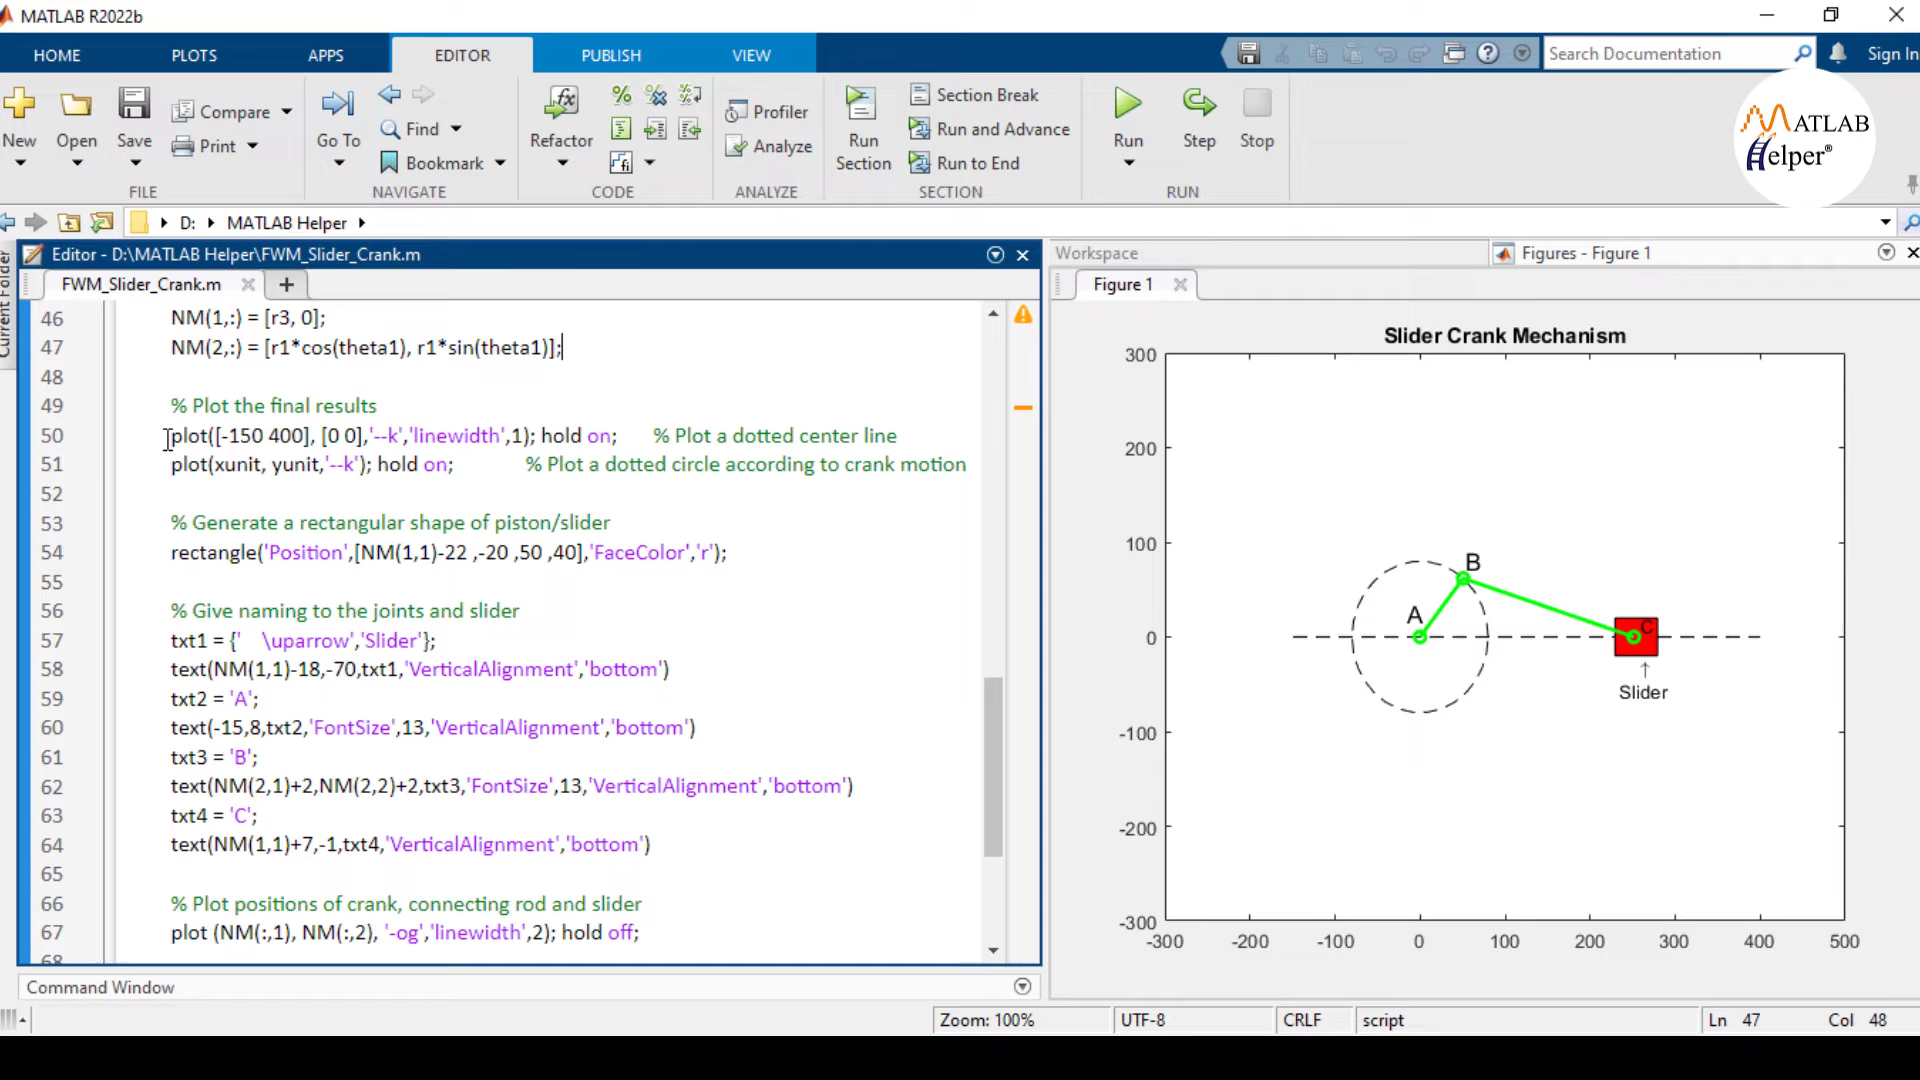 MATLAB R2022b
HOME PLOTS APPS EDITOR PUBLISH VIEW
Search Documentation
Sign In
New Open Save Compare Print
Go To Find Bookmark
Refactor
Profiler Analyze
Run Section
Section Break
Run and Advance
Run to End
Run Step Stop
FILE NAVIGATE CODE ANALYZE SECTION RUN
MATLAB Helper®
D: MATLAB Helper
Current Folder
Editor - D:\MATLAB Helper\FWM_Slider_Crank.m
FWM_Slider_Crank.m
46 NM(1,:) = [r3, 0];
47 NM(2,:) = [r1*cos(theta1), r1*sin(theta1)];
48
49 % Plot the final results
50 plot([-150 400], [0 0],'--k','linewidth',1); hold on; % Plot a dotted center line
51 plot(xunit, yunit,'--k'); hold on; % Plot a dotted circle according to crank motion
52
53 % Generate a rectangular shape of piston/slider
54 rectangle('Position',[NM(1,1)-22 ,-20 ,50 ,40],'FaceColor','r');
55
56 % Give naming to the joints and slider
57 txt1 = {'    \uparrow','Slider'};
58 text(NM(1,1)-18,-70,txt1,'VerticalAlignment','bottom')
59 txt2 = 'A';
60 text(-15,8,txt2,'FontSize',13,'VerticalAlignment','bottom')
61 txt3 = 'B';
62 text(NM(2,1)+2,NM(2,2)+2,txt3,'FontSize',13,'VerticalAlignment','bottom')
63 txt4 = 'C';
64 text(NM(1,1)+7,-1,txt4,'VerticalAlignment','bottom')
65
66 % Plot positions of crank, connecting rod and slider
67 plot (NM(:,1), NM(:,2), '-og','linewidth',2); hold off;
68
Workspace
Figures - Figure 1
Figure 1
Slider Crank Mechanism
300
200
100
0
-100
-200
-300
-300 -200 -100 0 100 200 300 400 500
A
B
C
↑
Slider
Command Window
Zoom: 100% UTF-8 CRLF script Ln 47 Col 48